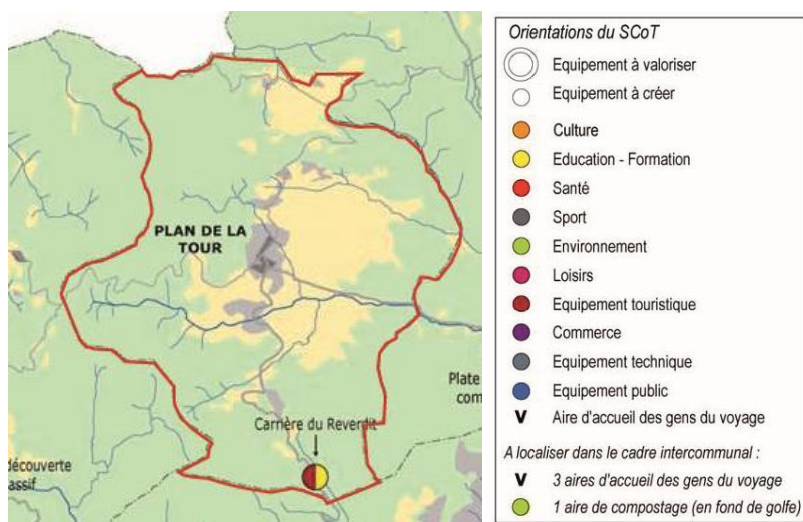 PLAN DE LA
TOUR
Carrière du Reverdit
Plate
com
découverte
assif
Orientations du SCoT
Equipement à valoriser
Equipement à créer
Culture
Education - Formation
Santé
Sport
Environnement
Loisirs
Equipement touristique
Commerce
Equipement technique
Equipement public
V Aire d'accueil des gens du voyage
A localiser dans le cadre intercommunal :
V 3 aires d'accueil des gens du voyage
1 aire de compostage (en fond de golfe)